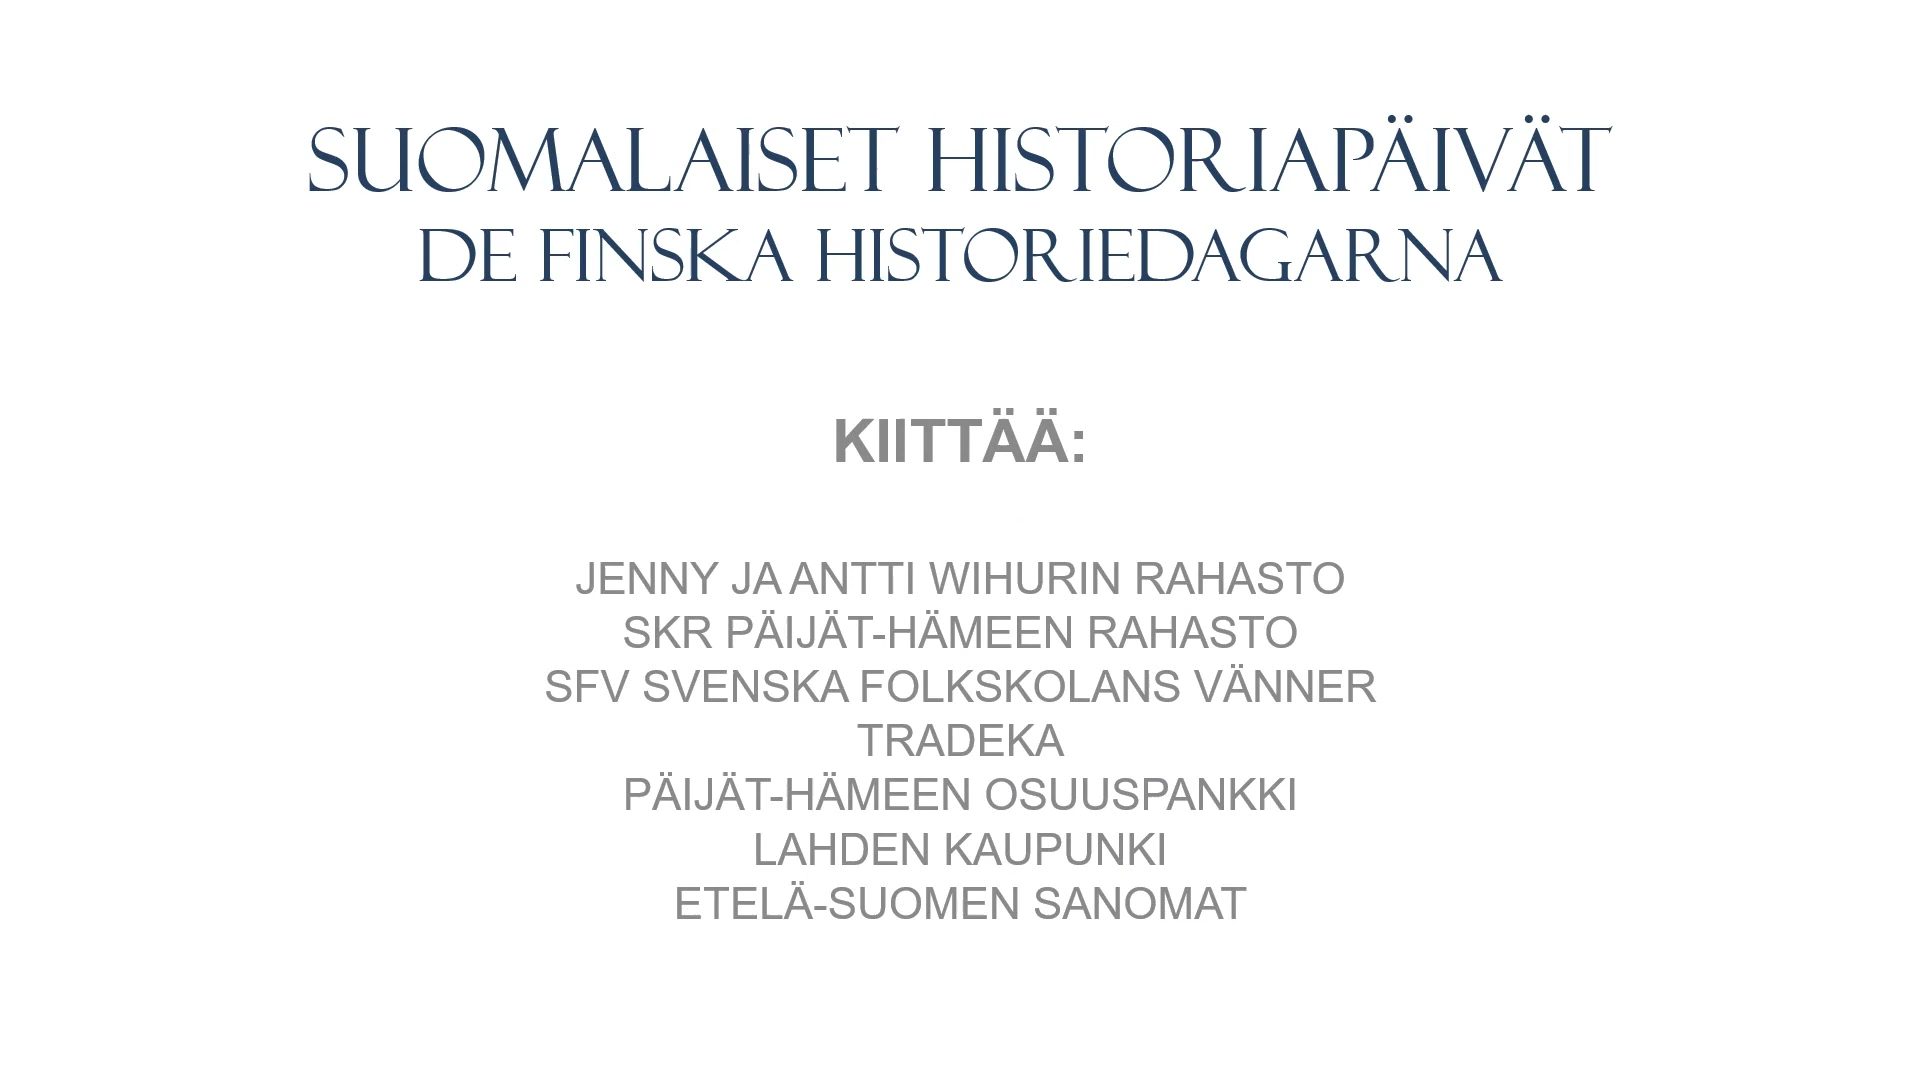 SUOMALAISET HISTORIAPÄIVÄT
DE FINSKA HISTORIEDAGARNA
KIITTÄÄ:
JENNY JA ANTTI WIHURIN RAHASTO
SKR PÄIJÄT-HÄMEEN RAHASTO
SFV SVENSKA FOLKSKOLANS VÄNNER
TRADEKA
PÄIJÄT-HÄMEEN OSUUSPANKKI
LAHDEN KAUPUNKI
ETELÄ-SUOMEN SANOMAT